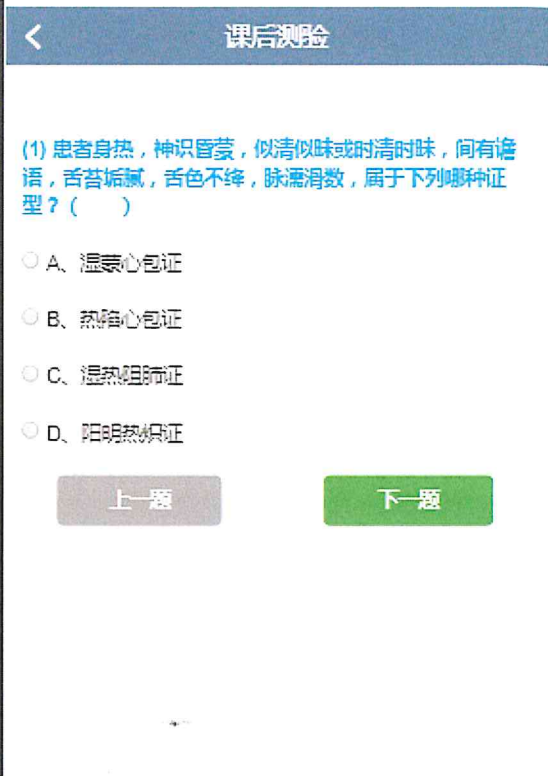 课后测验
(1) 患者身热，神识昏蒙，似清似昧或时清时昧，间有谵
语，舌苔垢腻，舌色不绛，脉濡滑数，属于下列哪种证
型？(　　)
A、湿蒙心包证
B、热陷心包证
C、湿热阻肺证
D、阳明热炽证
上一题
下一题